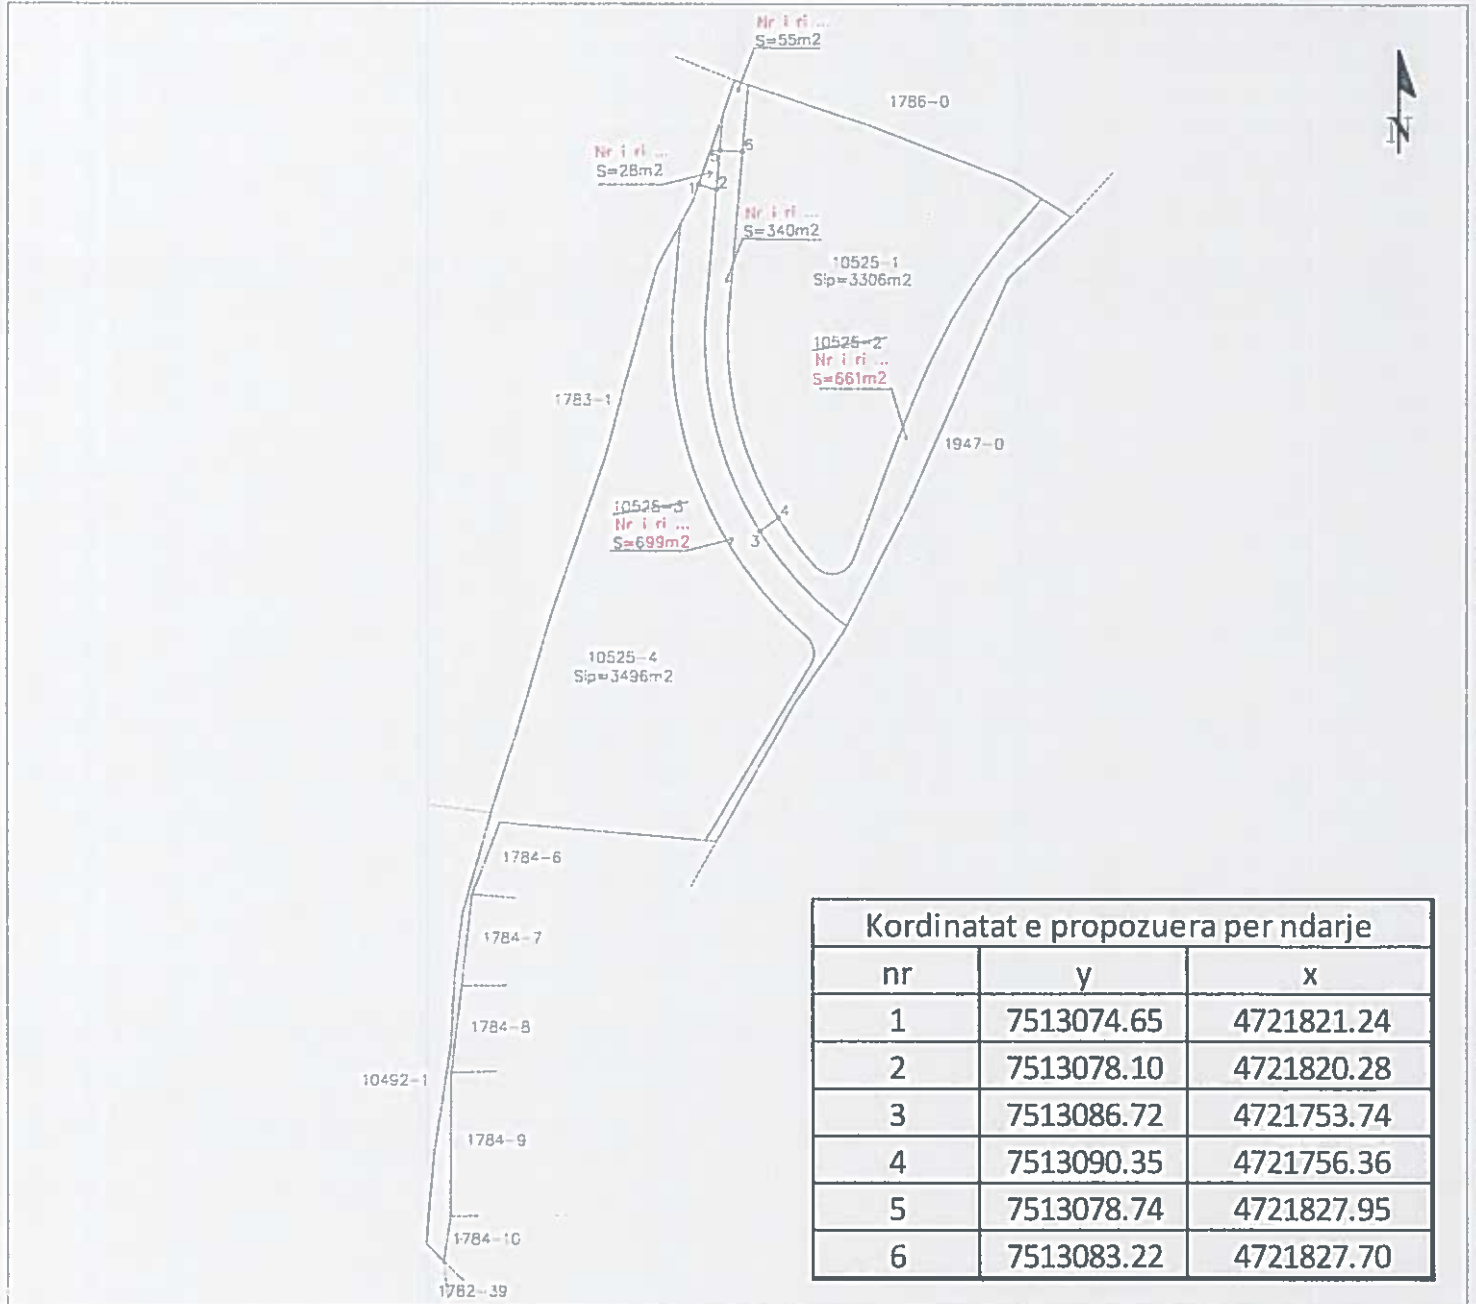 Nr i ri ...
S=55m2
1786-0
N
Nr i ri ...
S=28m2
5
6
1
2
Nr i ri ...
S=340m2
10525-1
Sip=3306m2
10525-2
Nr i ri ...
S=661m2
1783-1
1947-0
10525-3
Nr i ri ...
S=699m2
4
3
10525-4
Sip=3496m2
1784-6
1784-7
1784-8
10492-1
1784-9
1784-10
1782-39
Kordinatat e propozuera per ndarje
nr y x
1 7513074.65 4721821.24
2 7513078.10 4721820.28
3 7513086.72 4721753.74
4 7513090.35 4721756.36
5 7513078.74 4721827.95
6 7513083.22 4721827.70